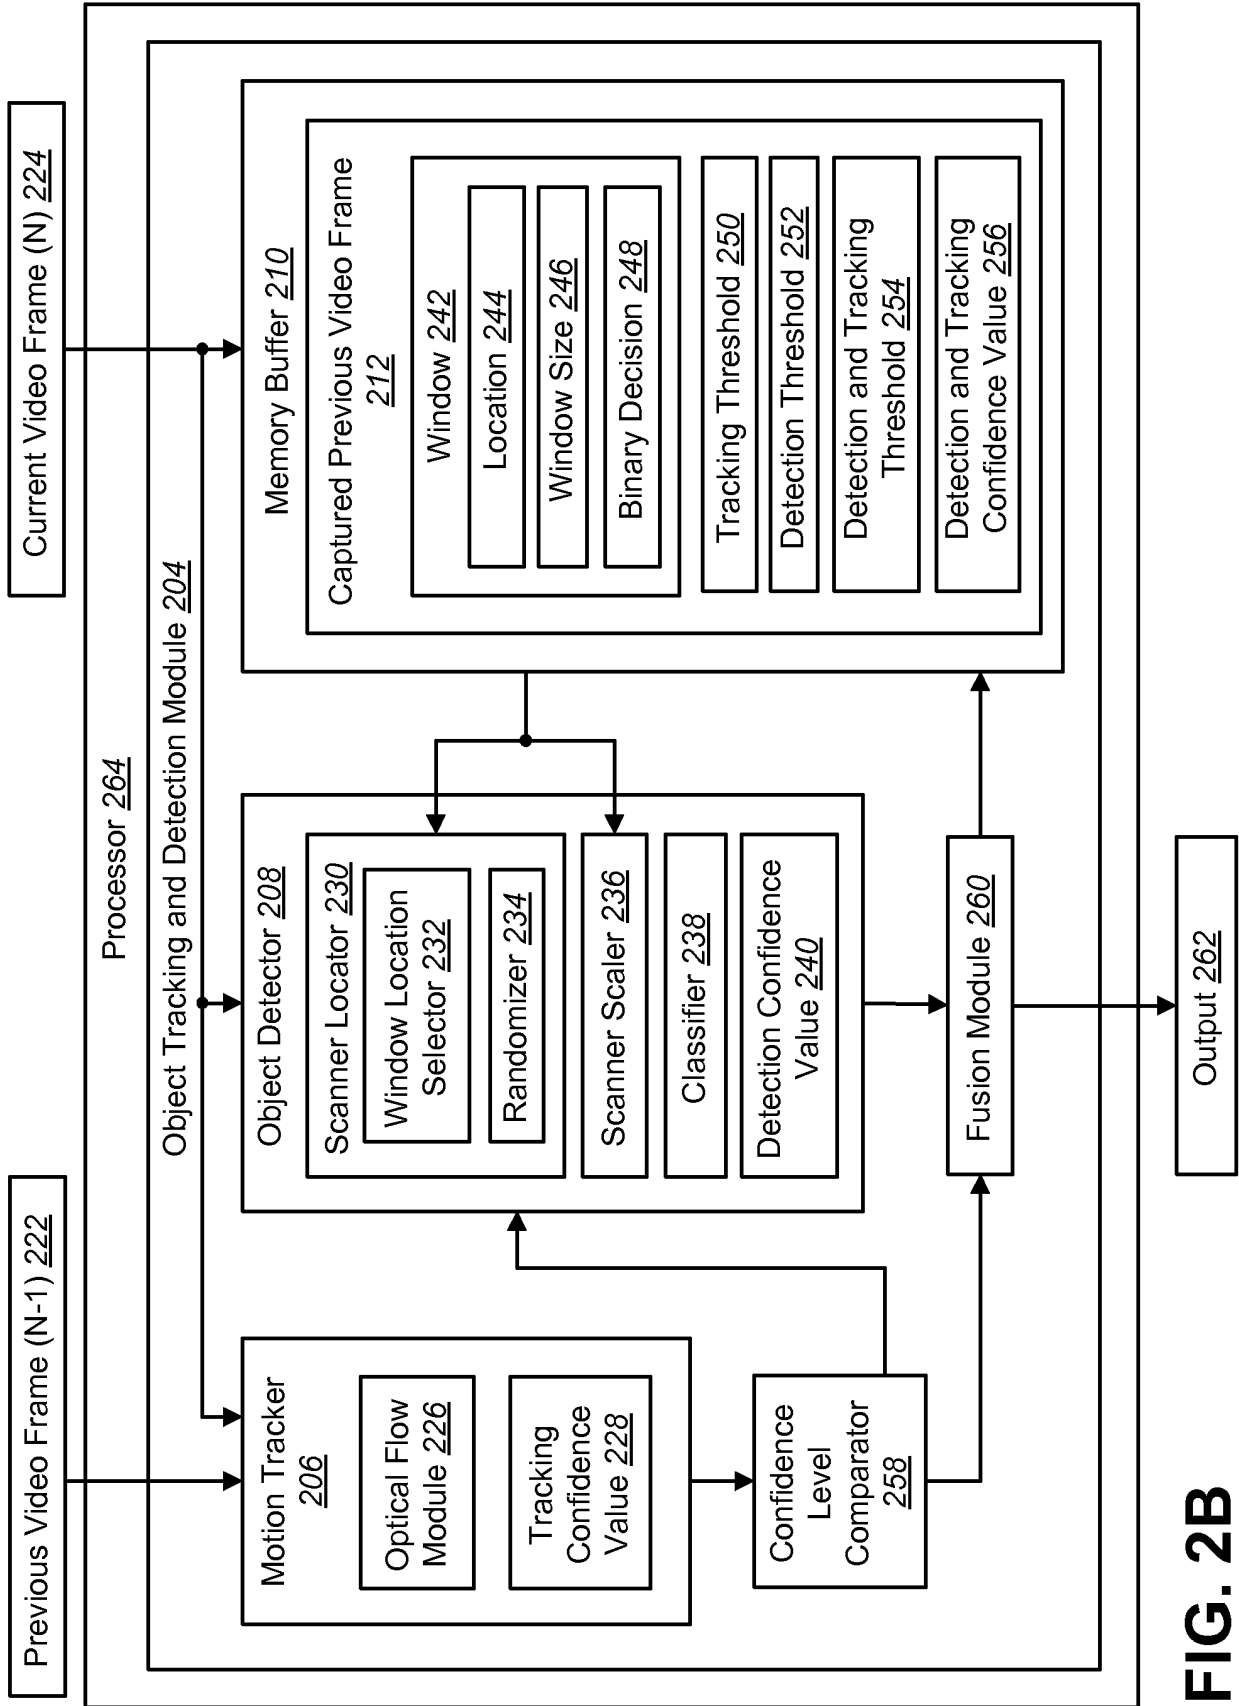 Previous Video Frame (N-1) 222
Current Video Frame (N) 224
Processor 264
Object Tracking and Detection Module 204
Motion Tracker
206
Optical Flow
Module 226
Tracking
Confidence
Value 228
Confidence
Level
Comparator
258
Object Detector 208
Scanner Locator 230
Window Location
Selector 232
Randomizer 234
Scanner Scaler 236
Classifier 238
Detection Confidence
Value 240
Memory Buffer 210
Captured Previous Video Frame
212
Window 242
Location 244
Window Size 246
Binary Decision 248
Tracking Threshold 250
Detection Threshold 252
Detection and Tracking
Threshold 254
Detection and Tracking
Confidence Value 256
Fusion Module 260
Output 262
FIG. 2B